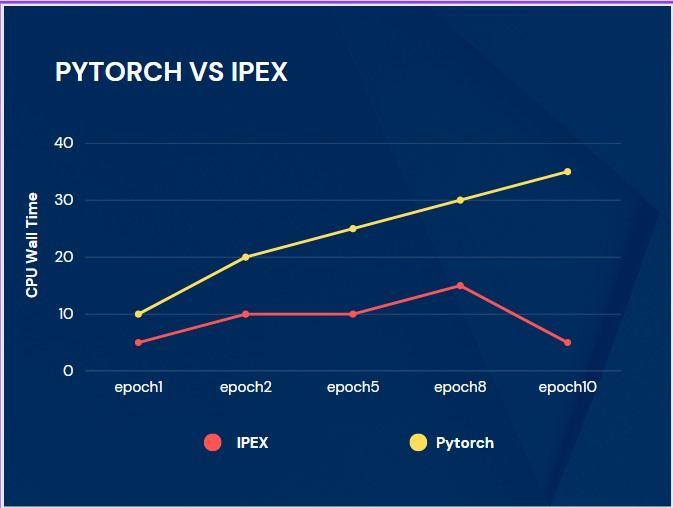 PYTORCH VS IPEX
CPU Wall Time
40
30
20
10
0
epoch1 epoch2 epoch5 epoch8 epoch10
IPEX Pytorch